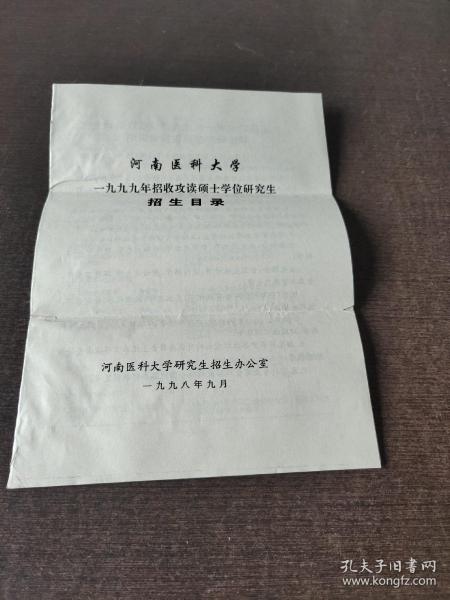 河南医科大学
一九九九年招收攻读硕士学位研究生
招生目录
河南医科大学研究生招生办公室
一九九八年九月
孔夫子旧书网
www.kongfz.com